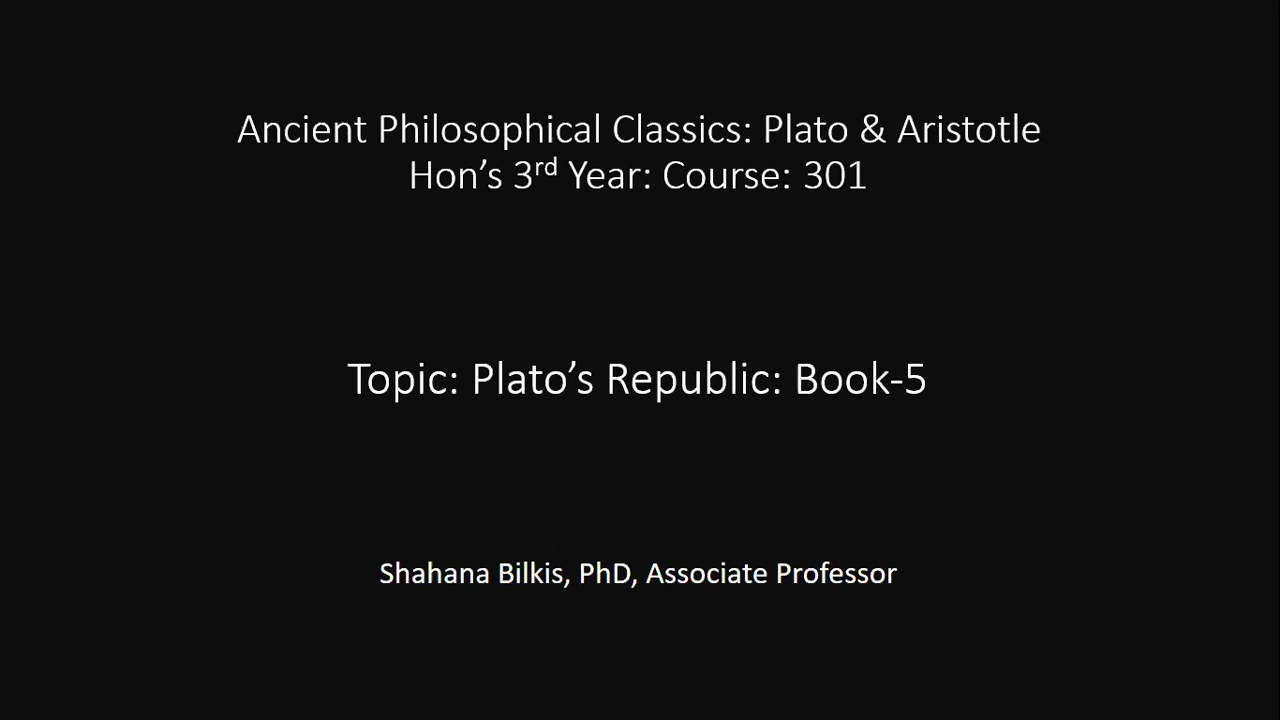 Ancient Philosophical Classics: Plato & Aristotle
Hon’s 3rd Year: Course: 301
Topic: Plato’s Republic: Book-5
Shahana Bilkis, PhD, Associate Professor